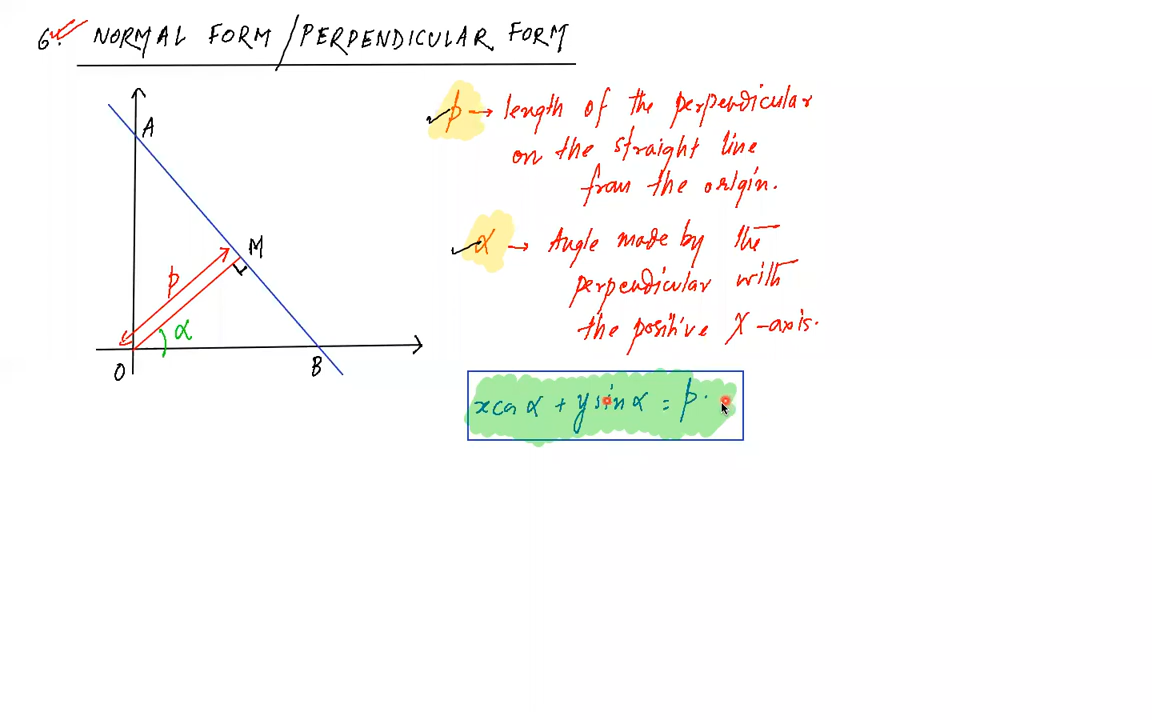 6. NORMAL FORM / PERPENDICULAR FORM
A
M
p
α
O
B
p → length of the perpendicular
on the straight line
from the origin.
α → Angle made by the
perpendicular with
the positive X-axis.
x cos α + y sin α = p.